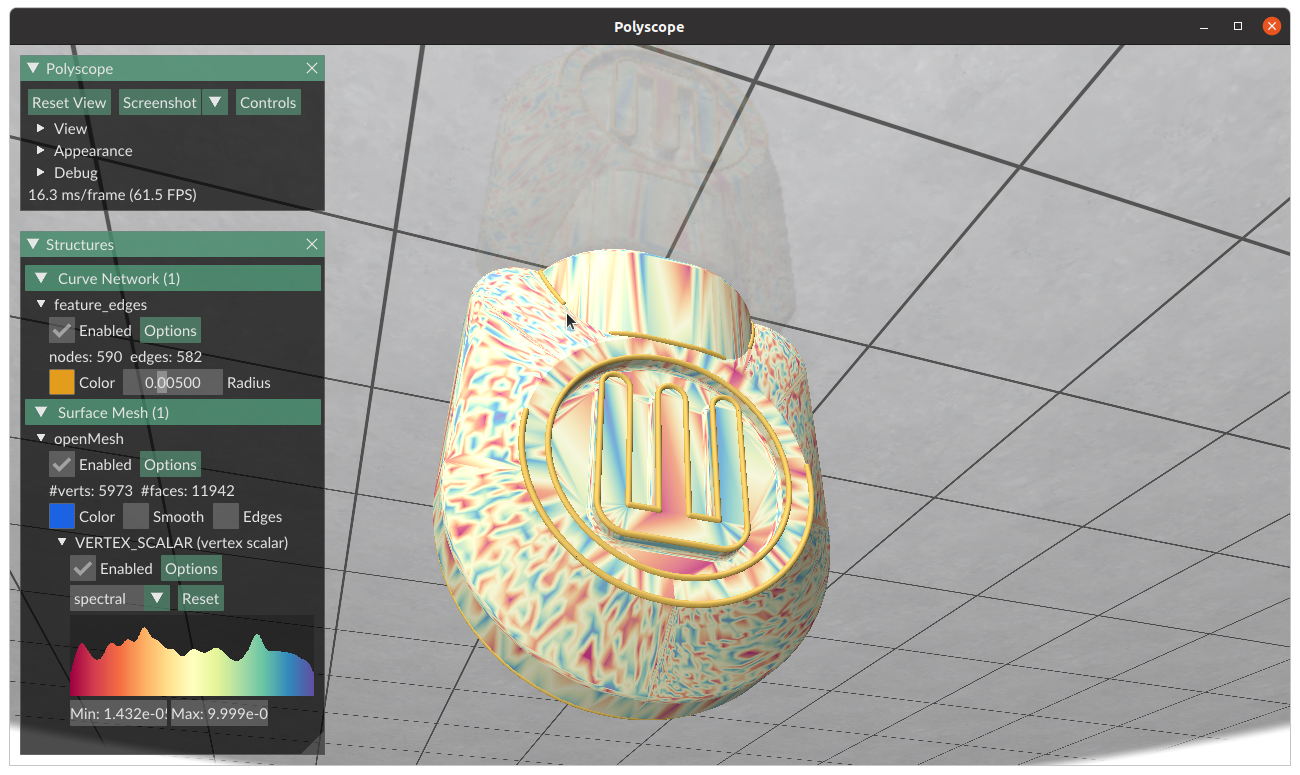 Polyscope
Polyscope
Reset View Screenshot Controls
View
Appearance
Debug
16.3 ms/frame (61.5 FPS)
Structures
Curve Network (1)
feature_edges
Enabled Options
nodes: 590 edges: 582
Color 0.00500 Radius
Surface Mesh (1)
openMesh
Enabled Options
#verts: 5973 #faces: 11942
Color Smooth Edges
VERTEX_SCALAR (vertex scalar)
Enabled Options
spectral Reset
Min: 1.432e-0 Max: 9.999e-0